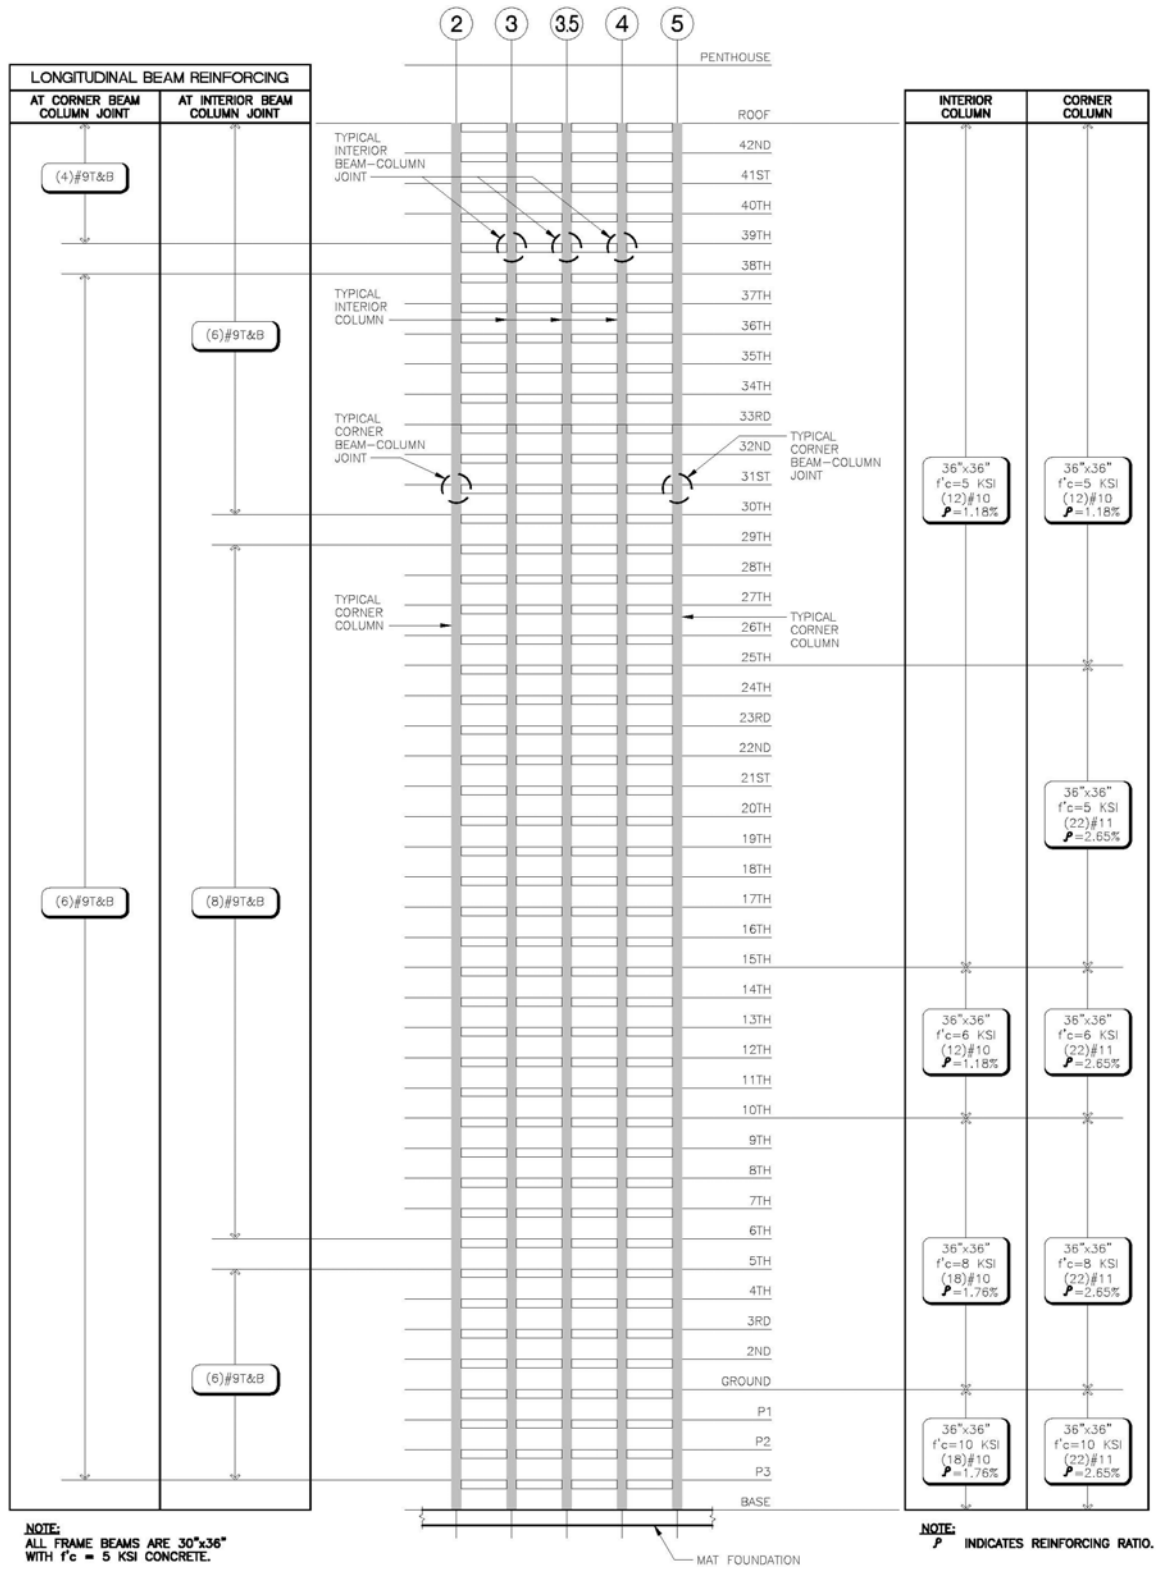 2 3 3.5 4 5
PENTHOUSE
LONGITUDINAL BEAM REINFORCING
AT CORNER BEAM
COLUMN JOINT
AT INTERIOR BEAM
COLUMN JOINT
(4)#9T&B
(6)#9T&B
(6)#9T&B
(8)#9T&B
(6)#9T&B
NOTE:
ALL FRAME BEAMS ARE 30"x36"
WITH f'c = 5 KSI CONCRETE.
TYPICAL
INTERIOR
BEAM-COLUMN
JOINT
TYPICAL
INTERIOR
COLUMN
TYPICAL
CORNER
BEAM-COLUMN
JOINT
TYPICAL
CORNER
COLUMN
ROOF
42ND
41ST
40TH
39TH
38TH
37TH
36TH
35TH
34TH
33RD
32ND
31ST
30TH
29TH
28TH
27TH
26TH
25TH
24TH
23RD
22ND
21ST
20TH
19TH
18TH
17TH
16TH
15TH
14TH
13TH
12TH
11TH
10TH
9TH
8TH
7TH
6TH
5TH
4TH
3RD
2ND
GROUND
P1
P2
P3
BASE
MAT FOUNDATION
TYPICAL
CORNER
BEAM-COLUMN
JOINT
TYPICAL
CORNER
COLUMN
INTERIOR
COLUMN
36"x36"
f'c=5 KSI
(12)#10
ρ=1.18%
36"x36"
f'c=6 KSI
(12)#10
ρ=1.18%
36"x36"
f'c=8 KSI
(18)#10
ρ=1.76%
36"x36"
f'c=10 KSI
(18)#10
ρ=1.76%
CORNER
COLUMN
36"x36"
f'c=5 KSI
(12)#10
ρ=1.18%
36"x36"
f'c=5 KSI
(22)#11
ρ=2.65%
36"x36"
f'c=6 KSI
(22)#11
ρ=2.65%
36"x36"
f'c=8 KSI
(22)#11
ρ=2.65%
36"x36"
f'c=10 KSI
(22)#11
ρ=2.65%
NOTE:
ρ INDICATES REINFORCING RATIO.